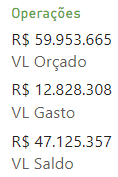 Operações
R$ 59.953.665
VL Orçado
R$ 12.828.308
VL Gasto
R$ 47.125.357
VL Saldo